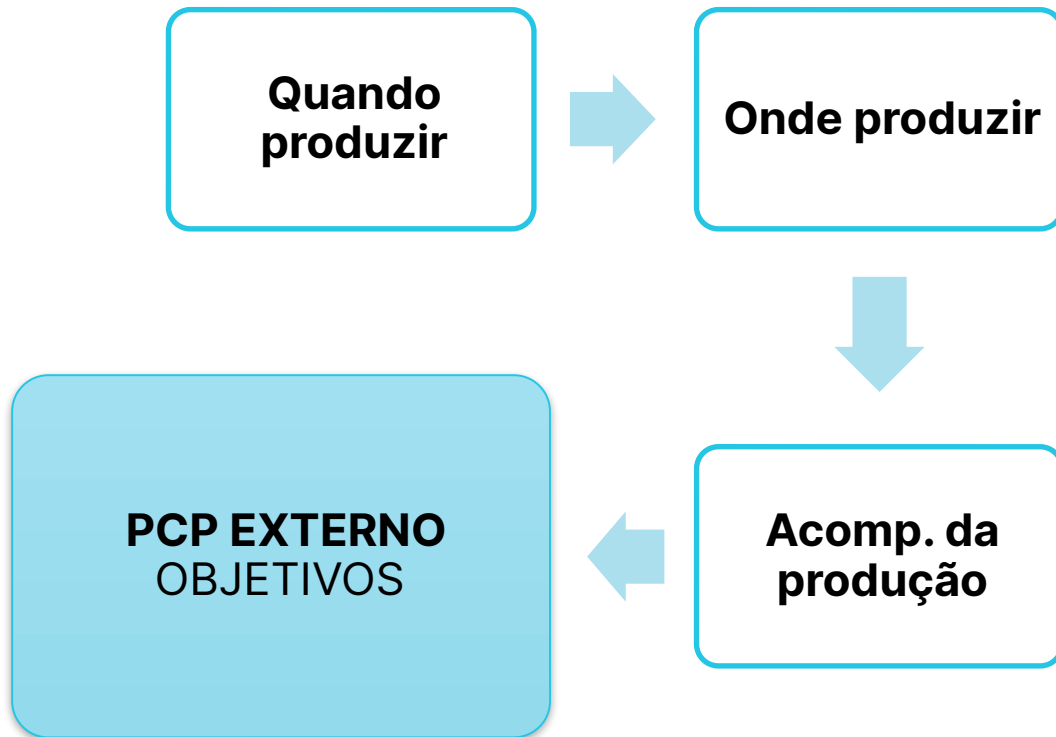 Quando
produzir
Onde produzir
Acomp. da
produção
PCP EXTERNO
OBJETIVOS